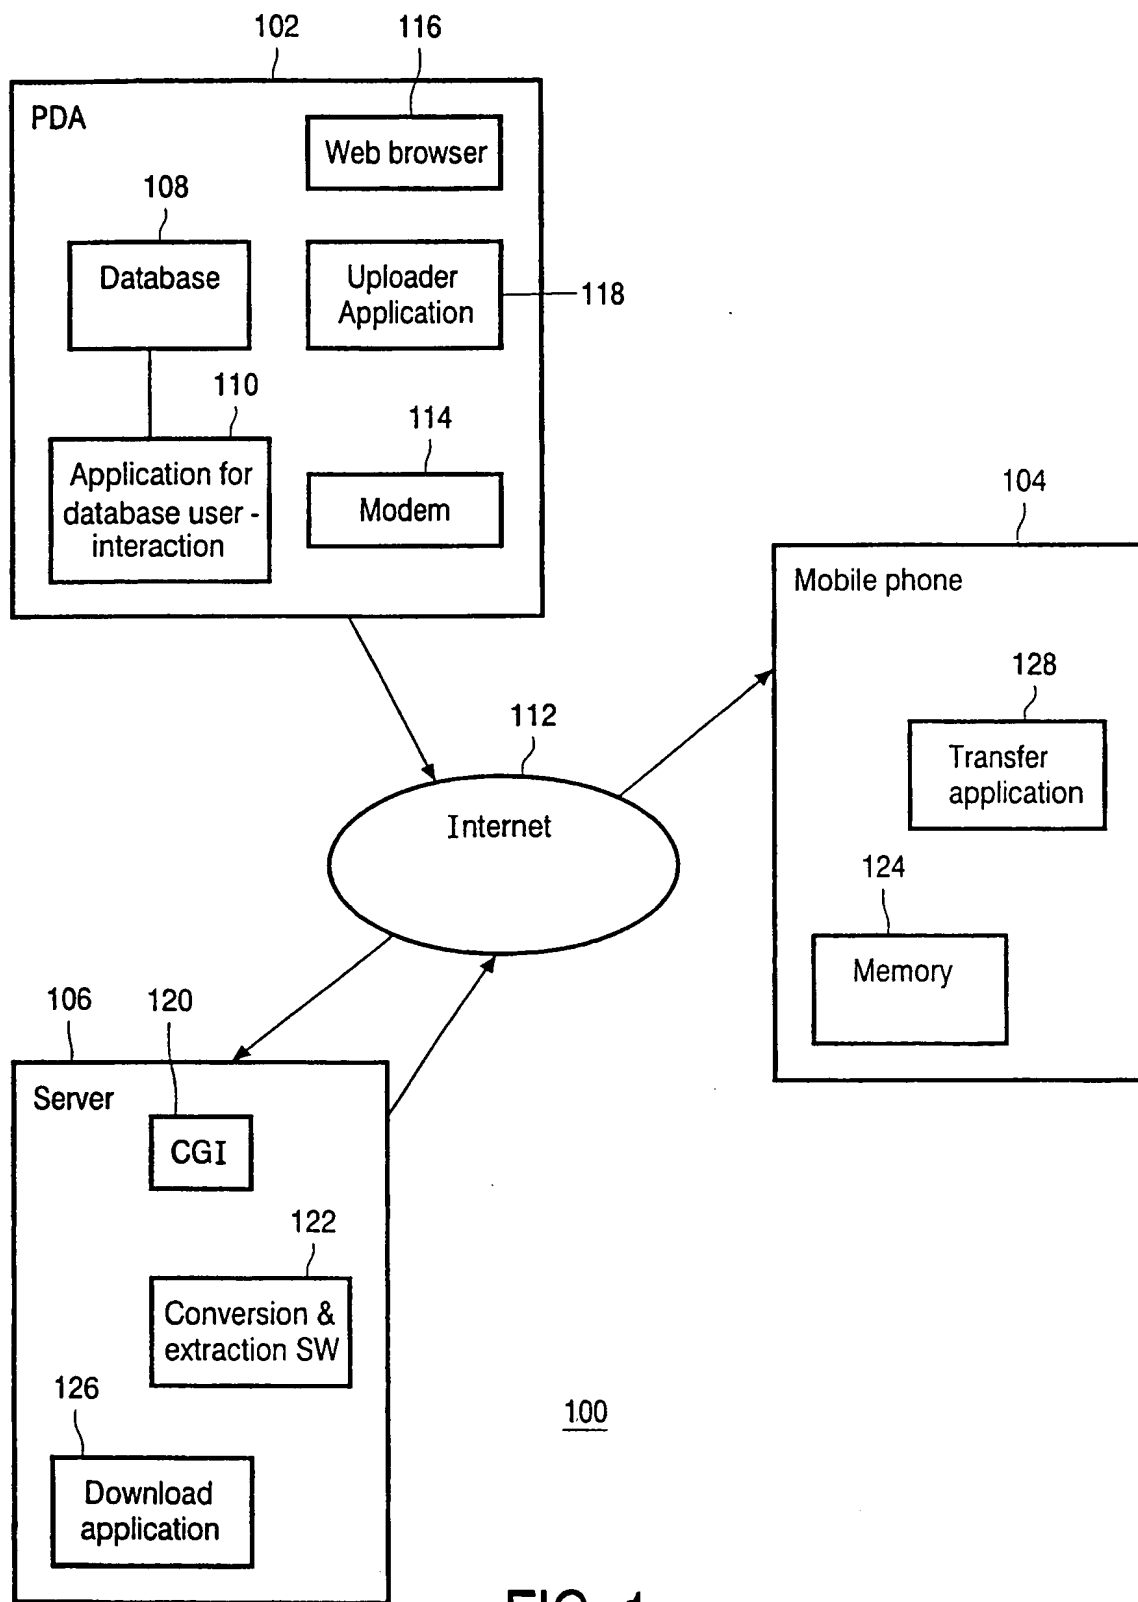 102
116
PDA
Web browser
108
Database
Uploader
Application
118
110
114
Application for
database user -
interaction
Modem
104
Mobile phone
128
Transfer
application
112
Internet
124
Memory
106
120
Server
CGI
122
Conversion &
extraction SW
126
Download
application
100
FIG. 1